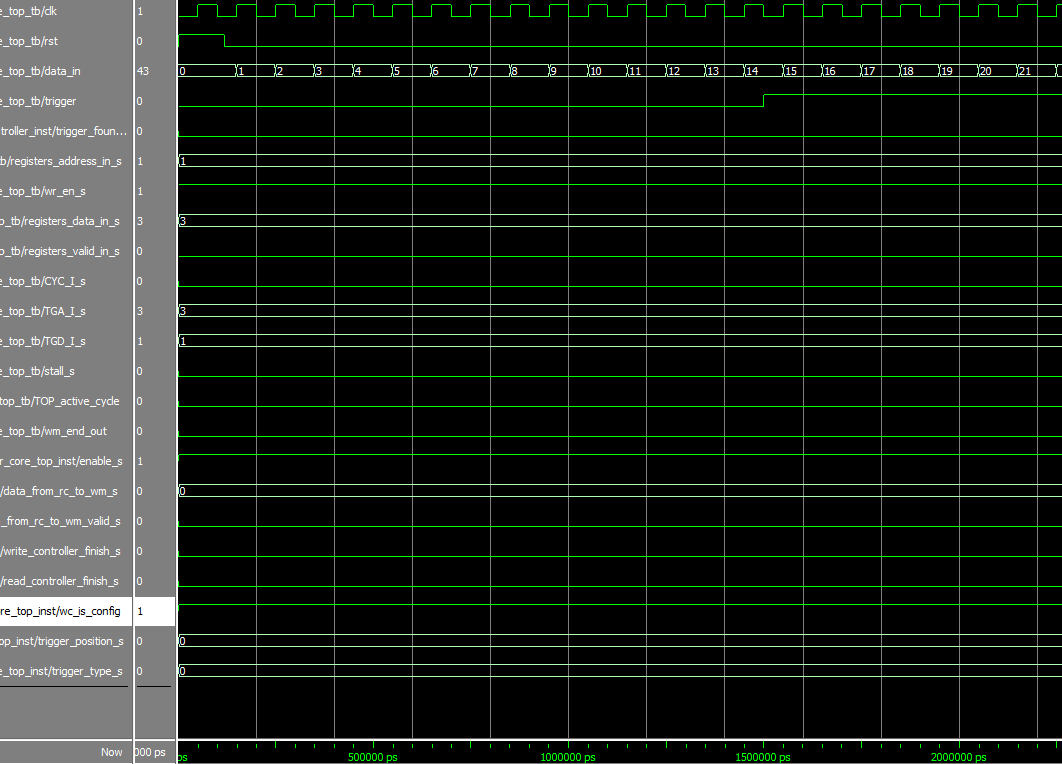 e_top_tb/clk 1
e_top_tb/rst 0
e_top_tb/data_in 43 0 1 2 3 4 5 6 7 8 9 10 11 12 13 14 15 16 17 18 19 20 21
e_top_tb/trigger 0
troller_inst/trigger_foun... 0
tb/registers_address_in_s 1 1
e_top_tb/wr_en_s 1
p_tb/registers_data_in_s 3 3
p_tb/registers_valid_in_s 0
e_top_tb/CYC_I_s 0
e_top_tb/TGA_I_s 3 3
e_top_tb/TGD_I_s 1 1
e_top_tb/stall_s 0
top_tb/TOP_active_cycle 0
e_top_tb/wm_end_out 0
r_core_top_inst/enable_s 1
/data_from_rc_to_wm_s 0 0
_from_rc_to_wm_valid_s 0
/write_controller_finish_s 0
/read_controller_finish_s 0
re_top_inst/wc_is_config 1
op_inst/trigger_position_s 0 0
e_top_inst/trigger_type_s 0 0
Now 000 ps ps 500000 ps 1000000 ps 1500000 ps 2000000 ps